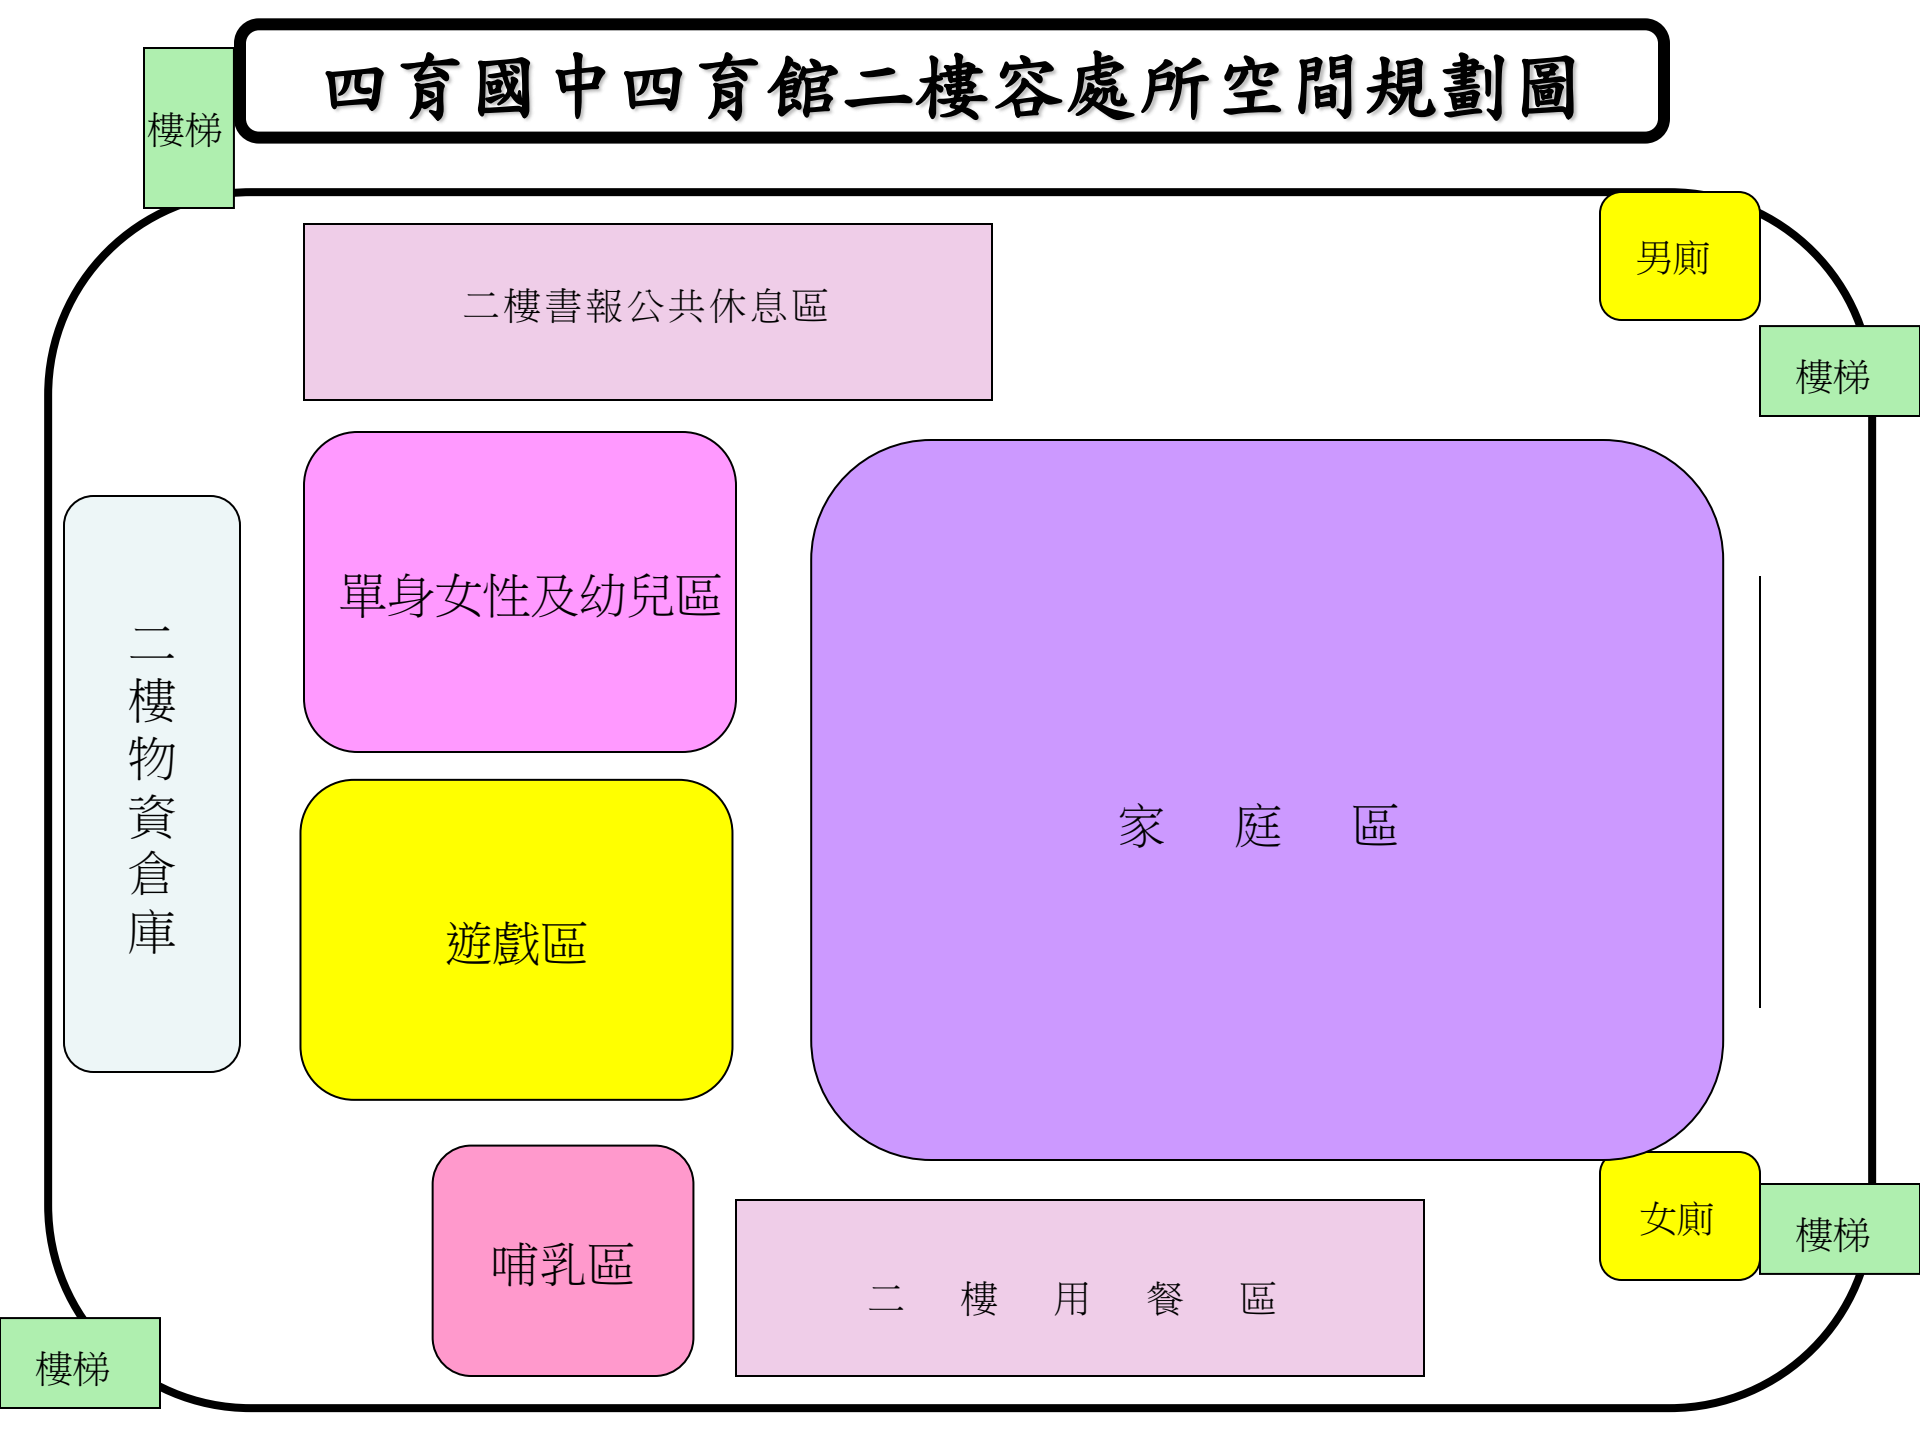 四育國中四育館二樓容處所空間規劃圖
樓梯
男廁
二樓書報公共休息區
樓梯
單身女性及幼兒區
二樓物資倉庫
家 庭 區
遊戲區
女廁
樓梯
哺乳區
二 樓 用 餐 區
樓梯